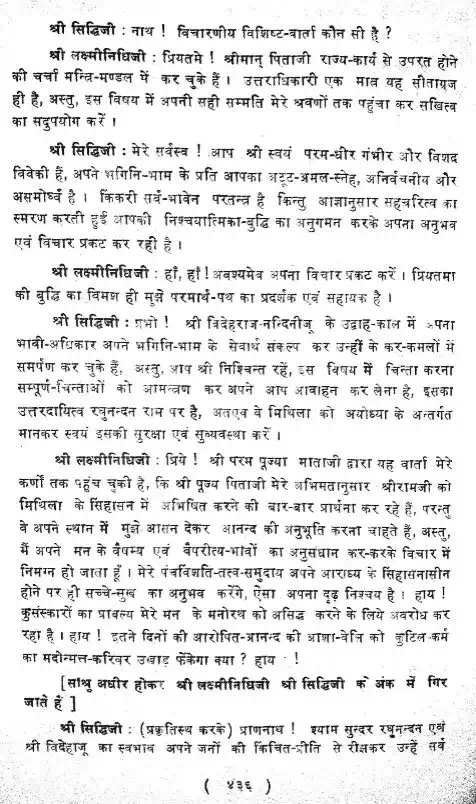 श्री सिद्धिजी : नाथ ! विचारणीय विशिष्ट-वार्ता कौन सी है ?
श्री लक्ष्मीनिधिजी : प्रियतमे ! श्रीमान् पिताजी राज्य-कार्य से उपरत होने
की चर्चा मन्त्रि-मण्डल में कर चुके हैं । उत्तराधिकारी एक मात्र यह सीताग्रज
ही है, अस्तु, इस विषय में अपनी सही सम्मति मेरे श्रवणों तक पहुंचा कर सखित्व
का सदुपयोग करें ।
श्री सिद्धिजी : मेरे सर्वस्व ! आप श्री स्वयं परम-धीर गंभीर और विशद
विवेकी हैं, अपने भगिनि-भाम के प्रति आपका अटूट-अमल-स्नेह, अनिर्वचनीय और
असमोर्ध्व है । किंकरी सर्व-भावेन परतन्त्र है किन्तु आज्ञानुसार सहचरित्व का
स्मरण करती हुई आपकी निश्चयात्मिका-बुद्धि का अनुगमन करके अपना अनुभव
एवं विचार प्रकट कर रही है ।
श्री लक्ष्मीनिधिजी : हाँ, हाँ ! अवश्यमेव अपना विचार प्रकट करें । प्रियतमा
की बुद्धि का विमर्श ही मुझे परमार्थ-पथ का प्रदर्शक एवं सहायक है ।
श्री सिद्धिजी : प्रभो ! श्री विदेहराज-नन्दिनीजू के उद्वाह-काल में अपना
भावी-अधिकार अपने भगिनि-भाम के सेवार्थ संकल्प कर उन्हीं के कर-कमलों में
समर्पण कर चुके हैं, अस्तु, आप श्री निश्चिन्त रहें, इस विषय में चिन्ता करना
सम्पूर्ण-चिन्ताओं को आमन्त्रण कर अपने आप आवाहन कर लेना है, इसका
उत्तरदायित्व रघुनन्दन राम पर है, अतएव वे मिथिला को अयोध्या के अन्तर्गत
मानकर स्वयं इसकी सुरक्षा एवं सुव्यवस्था करें ।
श्री लक्ष्मीनिधिजी : प्रिये ! श्री परम पूज्या माताजी द्वारा यह वार्ता मेरे
कर्णों तक पहुंच चुकी है, कि श्री पूज्य पिताजी मेरे अभिमतानुसार श्रीरामजी को
मिथिला के सिंहासन में अभिषित करने की बार-बार प्रार्थना कर रहे हैं, परन्तु
वे अपने स्थान में मुझे आसन देकर आनन्द की अनुभूति करना चाहते हैं, अस्तु,
मैं अपने मन के वैषम्य एवं वैपरीत्य-भावों का अनुसंधान कर-करके विचार में
निमग्न हो जाता हूँ । मेरे पंचविंशति-तत्व-समुदाय अपने आराध्य के सिंहासनासीन
होने पर ही सच्चे-सुख का अनुभव करेंगे, ऐसा अपना दृढ़ निश्चय है । हाय !
कुसंस्कारों का प्राबल्य मेरे मन के मनोरथ को असिद्ध करने के लिये अवरोध कर
रहा है । हाय ! इतने दिनों की आरोपित-आनन्द की आशा-वेलि को कुटिल-कर्म
का मदोन्मत्त-करिवर उखाड़ फेंकेगा क्या ? हाय !
[साश्रु अधीर होकर श्री लक्ष्मीनिधिजी श्री सिद्धिजी के अंक में गिर
जाते हैं ]
श्री सिद्धिजी : (प्रकृतिस्थ करके) प्राणनाथ ! श्याम सुन्दर रघुनन्दन एवं
श्री विदेहाजू का स्वभाव अपने जनों की किंचित-प्रीति से रीझकर उन्हें सर्व
( ४३६ )